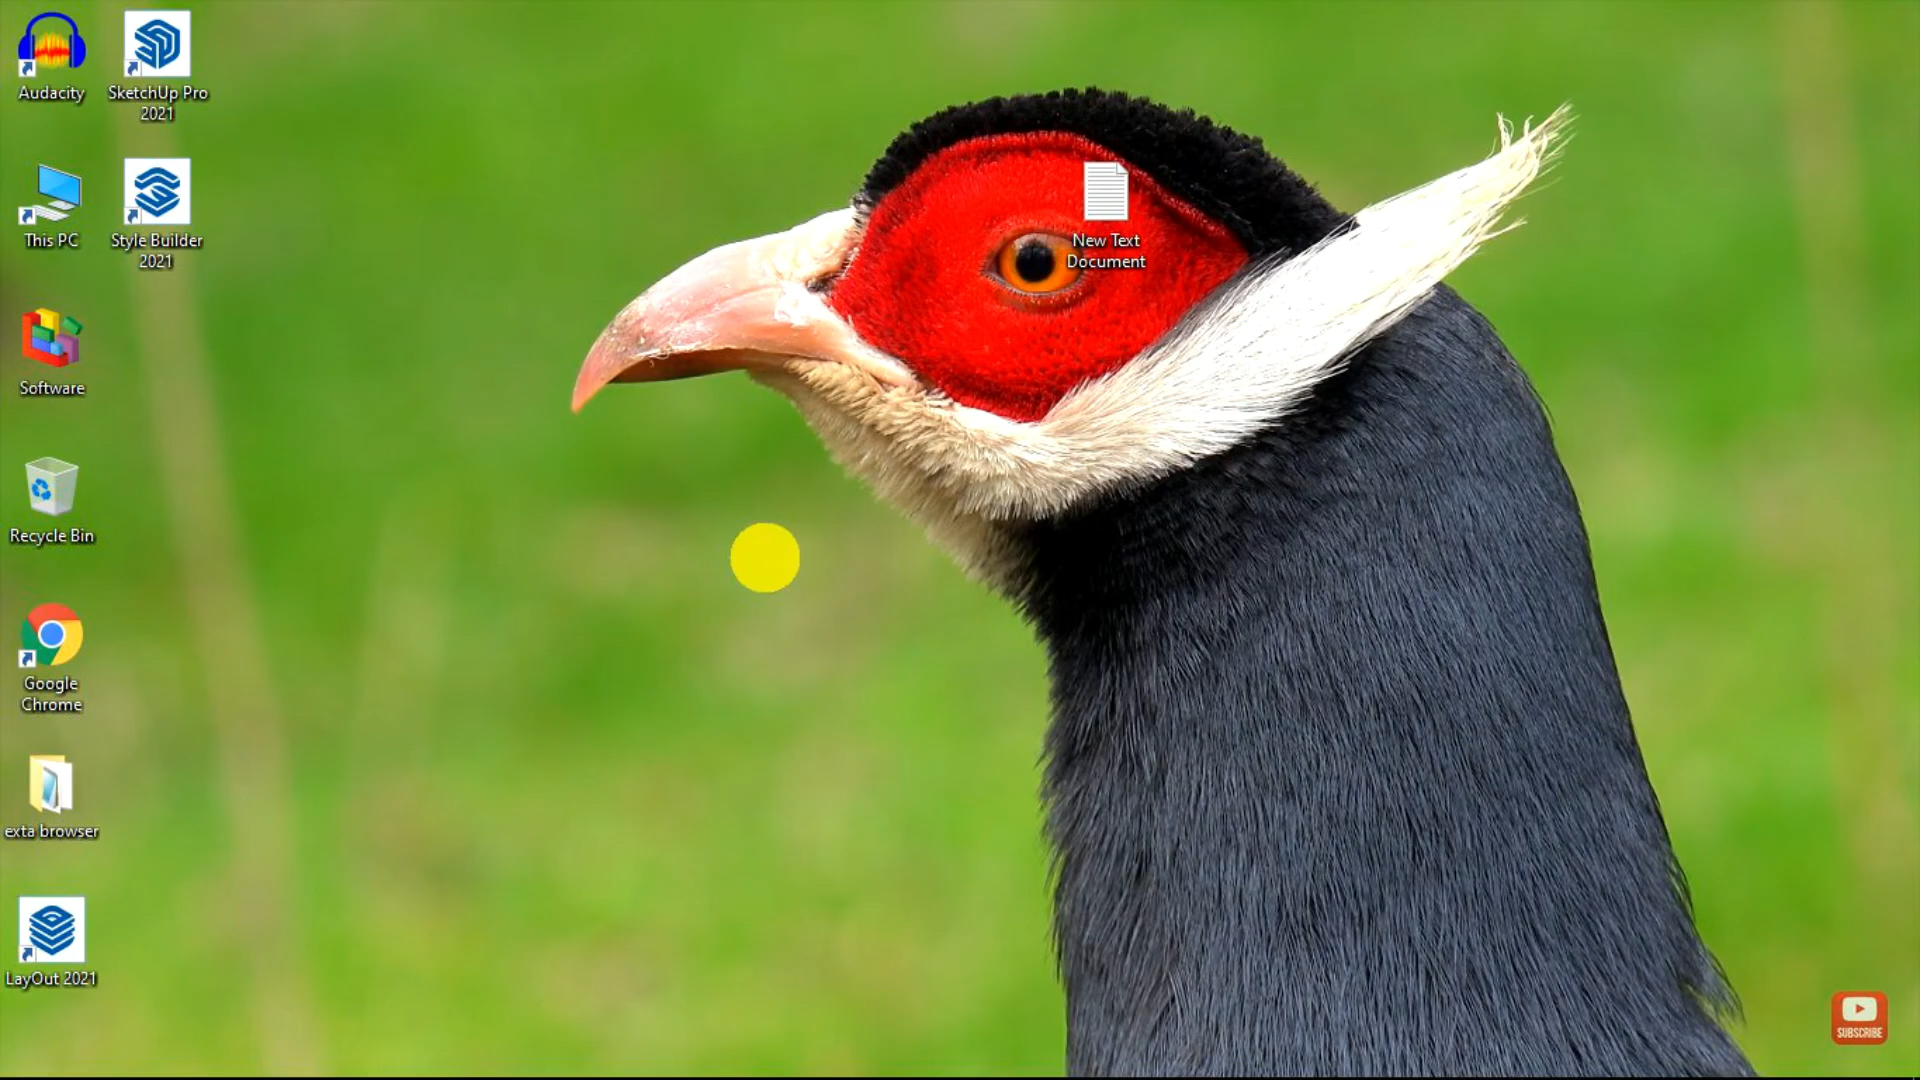 Audacity
SketchUp Pro
2021
This PC
Style Builder
2021
New Text
Document
Software
Recycle Bin
Google
Chrome
exta browser
LayOut 2021
SUBSCRIBE